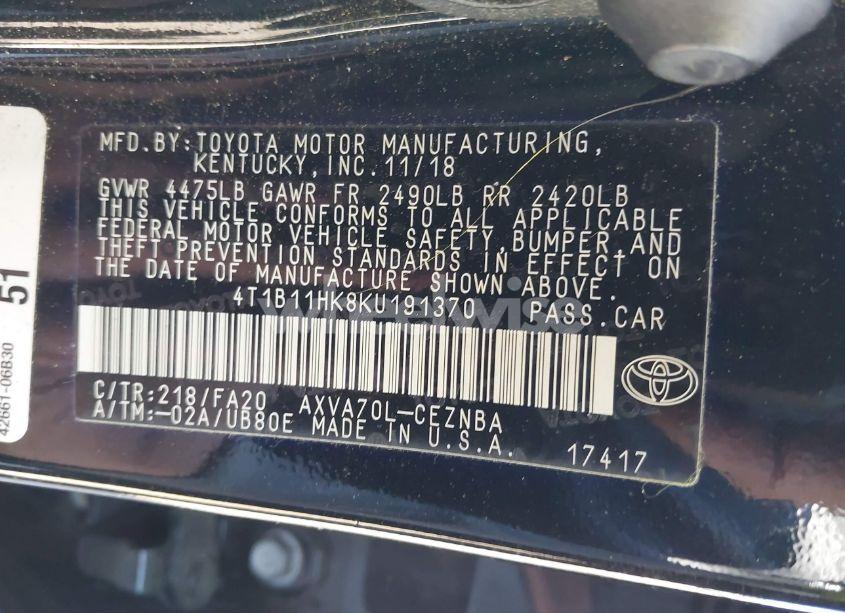 MFD.BY:TOYOTA MOTOR MANUFACTURING,
KENTUCKY,INC.11/18
GVWR 4475LB GAWR FR 2490LB RR 2420LB
THIS VEHICLE CONFORMS TO ALL APPLICABLE
FEDERAL MOTOR VEHICLE SAFETY,BUMPER,AND
THEFT PREVENTION STANDARDS IN EFFECT ON
THE DATE OF MANUFACTURE SHOWN ABOVE.
4T1B11HK8KU191370 PASS.CAR
C/TR:218/FA20 AXVA70L-CEZNBA
A/TM:-02A/UB80E MADE IN U.S.A.
17417
51
42661-06B30